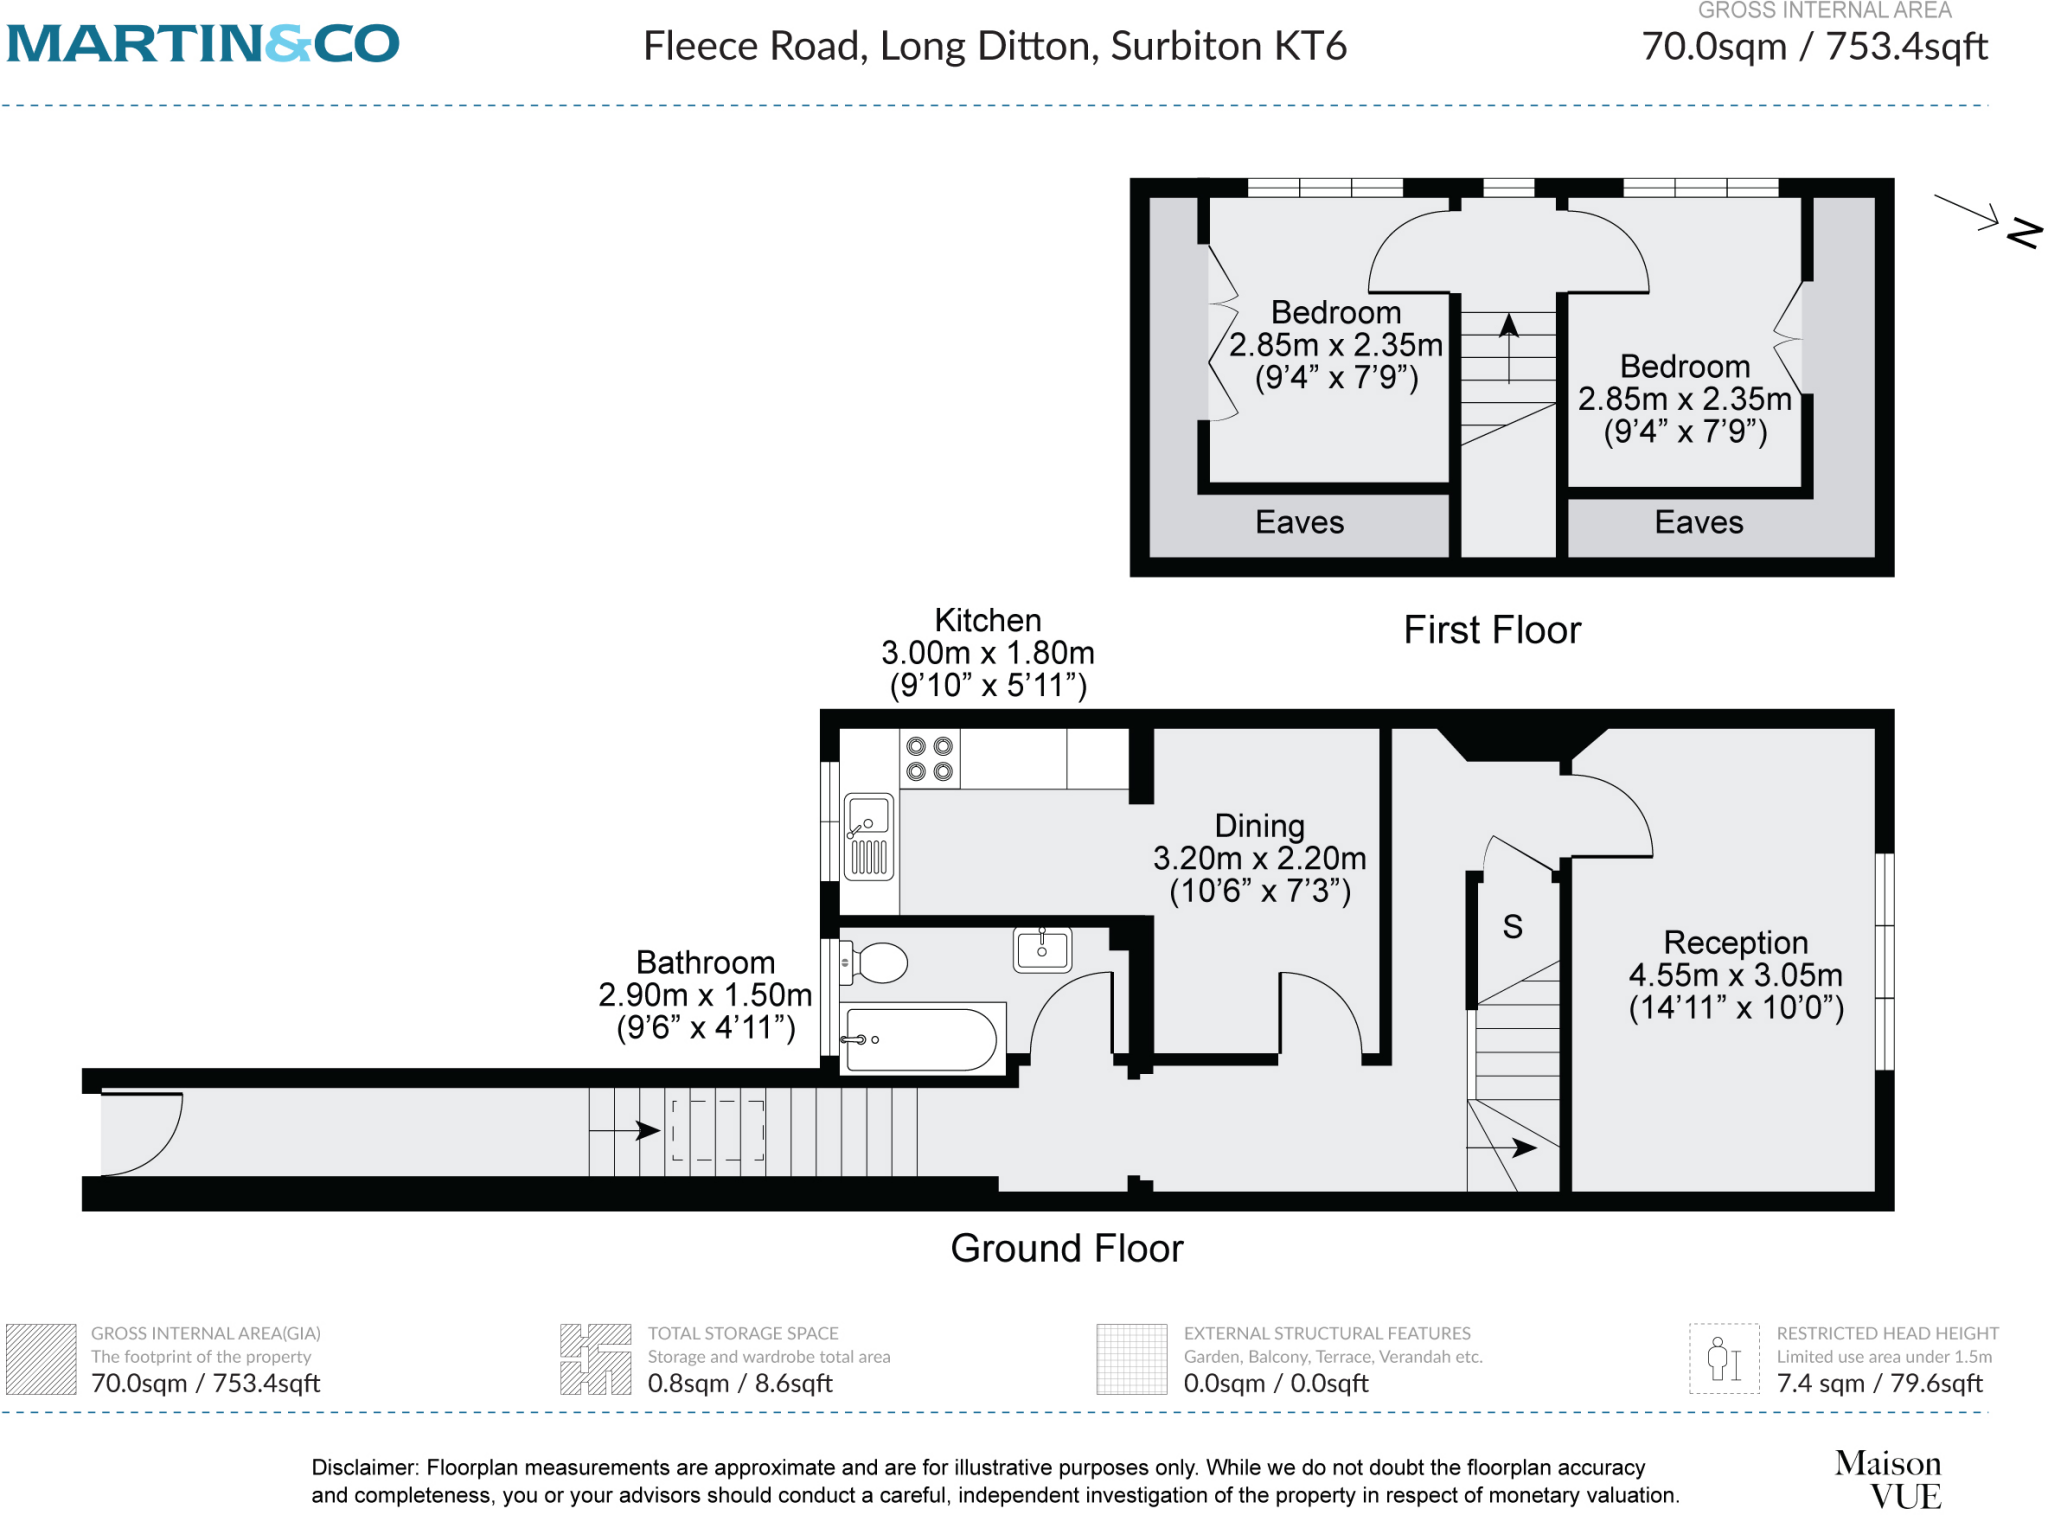 MARTIN&CO
Fleece Road, Long Ditton, Surbiton KT6
GROSS INTERNAL AREA
70.0sqm / 753.4sqft
N
Bedroom
2.85m x 2.35m
(9’4” x 7’9”)
Bedroom
2.85m x 2.35m
(9’4” x 7’9”)
Eaves
Eaves
First Floor
Kitchen
3.00m x 1.80m
(9’10” x 5’11”)
Dining
3.20m x 2.20m
(10’6” x 7’3”)
S
Reception
4.55m x 3.05m
(14’11” x 10’0”)
Bathroom
2.90m x 1.50m
(9’6” x 4’11”)
Ground Floor
GROSS INTERNAL AREA(GIA)
The footprint of the property
70.0sqm / 753.4sqft
TOTAL STORAGE SPACE
Storage and wardrobe total area
0.8sqm / 8.6sqft
EXTERNAL STRUCTURAL FEATURES
Garden, Balcony, Terrace, Verandah etc.
0.0sqm / 0.0sqft
RESTRICTED HEAD HEIGHT
Limited use area under 1.5m
7.4 sqm / 79.6sqft
Disclaimer: Floorplan measurements are approximate and are for illustrative purposes only. While we do not doubt the floorplan accuracy
and completeness, you or your advisors should conduct a careful, independent investigation of the property in respect of monetary valuation.
Maison
VUE